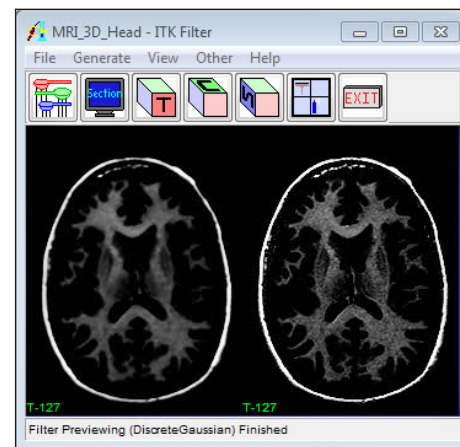 MRI_3D_Head - ITK Filter
File Generate View Other Help
Section T C S EXIT
T-127 T-127
Filter Previewing (DiscreteGaussian) Finished